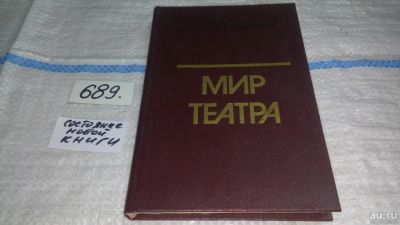 МИР
ТЕАТРА
689.
состояние
новой
книги
au.ru